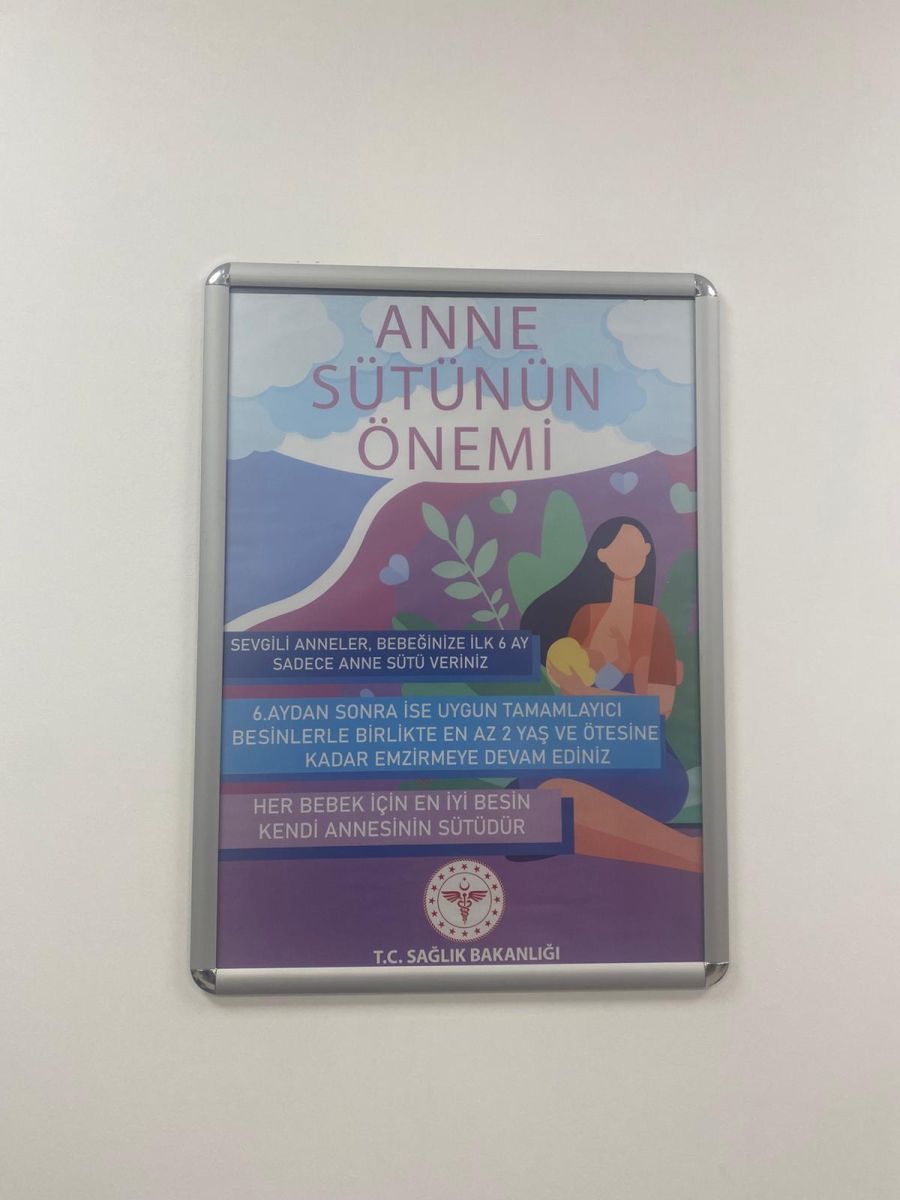 ANNE
SÜTÜNÜN
ÖNEMİ
SEVGİLİ ANNELER, BEBEĞİNİZE İLK 6 AY
SADECE ANNE SÜTÜ VERİNİZ
6.AYDAN SONRA İSE UYGUN TAMAMLAYICI
BESİNLERLE BİRLİKTE EN AZ 2 YAŞ VE ÖTESİNE
KADAR EMZİRMEYE DEVAM EDİNİZ
HER BEBEK İÇİN EN İYİ BESİN
KENDİ ANNESİNİN SÜTÜDÜR
T.C. SAĞLIK BAKANLIĞI